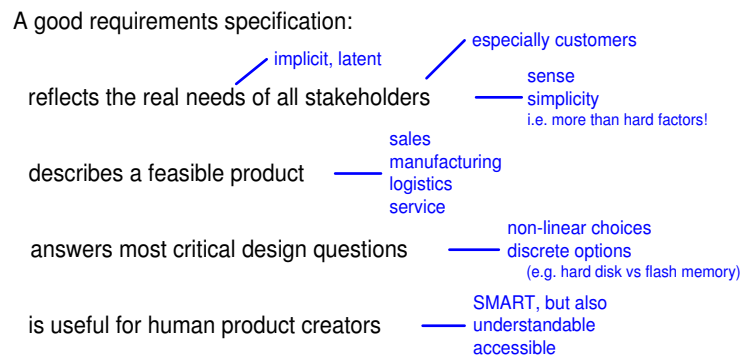 A good requirements specification:
especially customers
implicit, latent
reflects the real needs of all stakeholders
sense
simplicity
i.e. more than hard factors!
describes a feasible product
sales
manufacturing
logistics
service
answers most critical design questions
non-linear choices
discrete options
(e.g. hard disk vs flash memory)
is useful for human product creators
SMART, but also
understandable
accessible